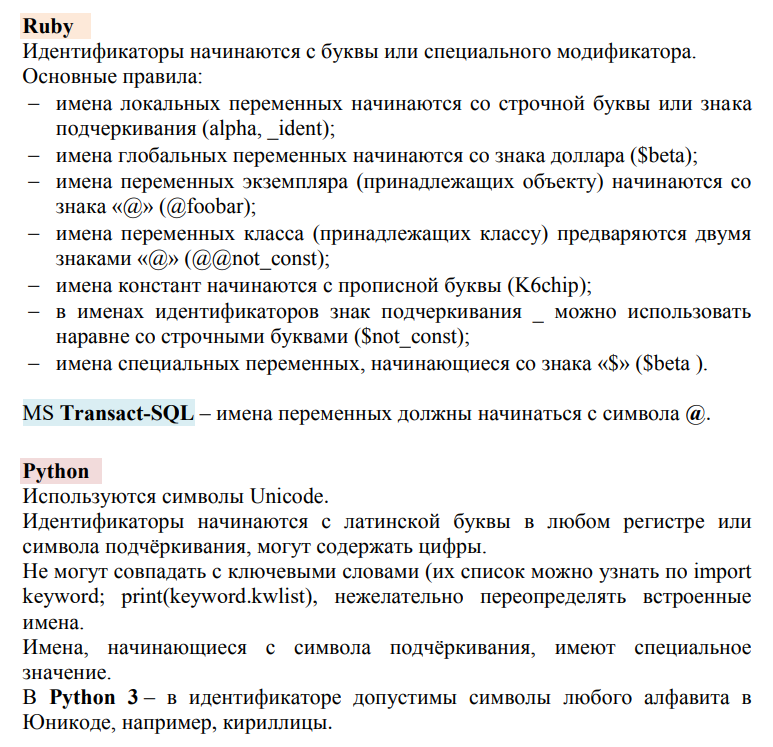 Ruby
Идентификаторы начинаются с буквы или специального модификатора.
Основные правила:
– имена локальных переменных начинаются со строчной буквы или знака
подчеркивания (alpha, _ident);
– имена глобальных переменных начинаются со знака доллара ($beta);
– имена переменных экземпляра (принадлежащих объекту) начинаются со
знака «@» (@foobar);
– имена переменных класса (принадлежащих классу) предваряются двумя
знаками «@» (@@not_const);
– имена констант начинаются с прописной буквы (K6chip);
– в именах идентификаторов знак подчеркивания _ можно использовать
наравне со строчными буквами ($not_const);
– имена специальных переменных, начинающиеся со знака «$» ($beta ).
MS Transact-SQL – имена переменных должны начинаться с символа @.
Python
Используются символы Unicode.
Идентификаторы начинаются с латинской буквы в любом регистре или
символа подчёркивания, могут содержать цифры.
Не могут совпадать с ключевыми словами (их список можно узнать по import
keyword; print(keyword.kwlist), нежелательно переопределять встроенные
имена.
Имена, начинающиеся с символа подчёркивания, имеют специальное
значение.
В Python 3 – в идентификаторе допустимы символы любого алфавита в
Юникоде, например, кириллицы.